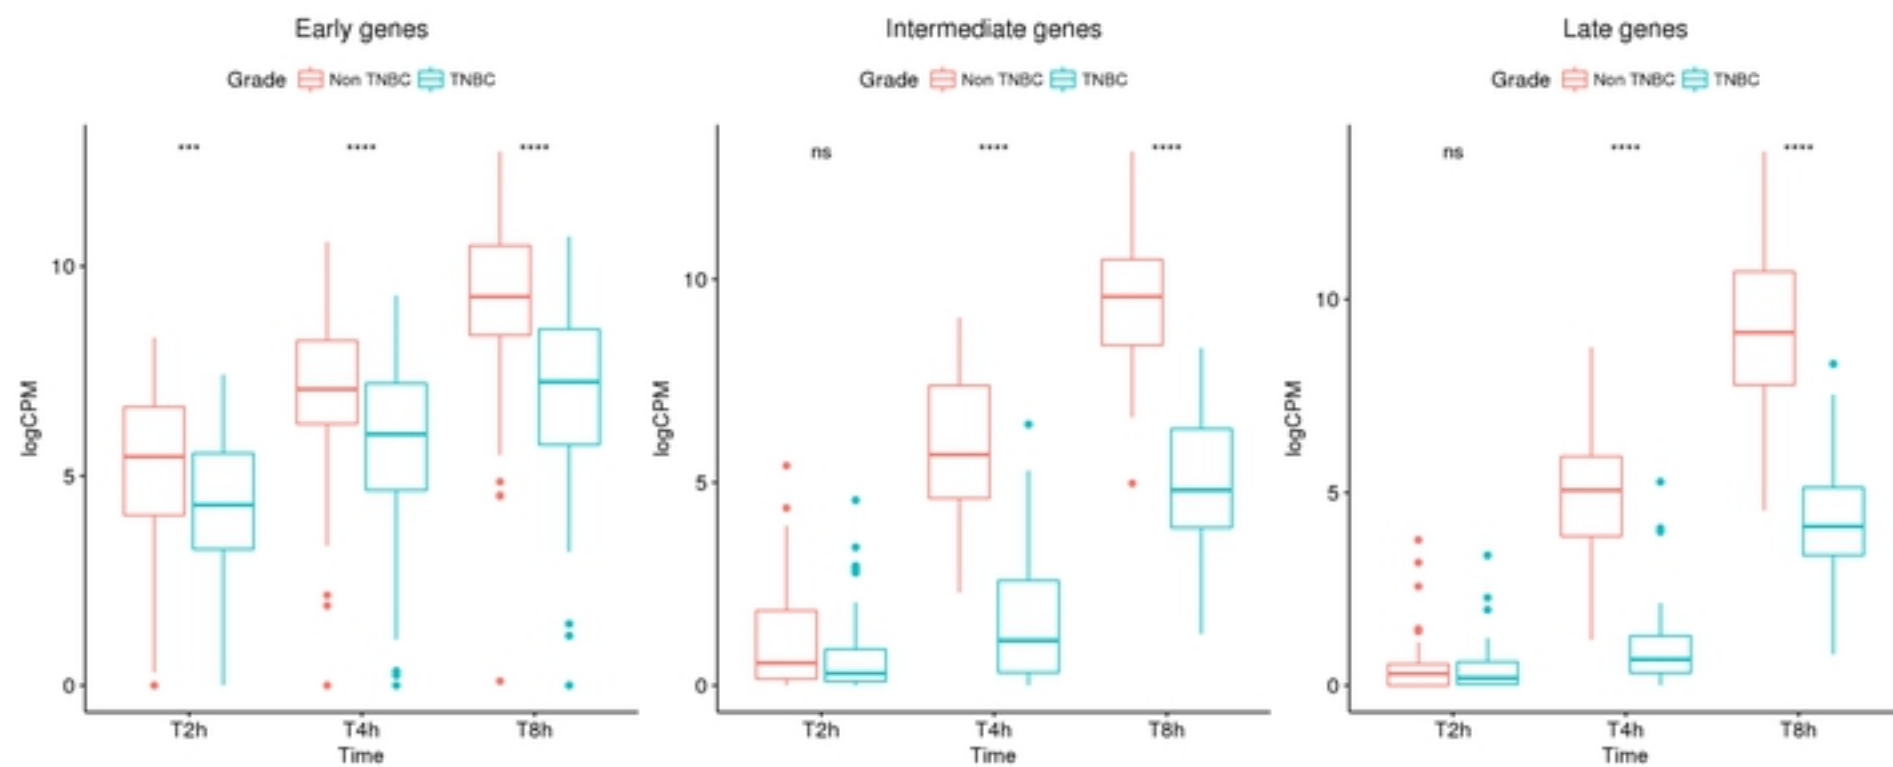 Early genes
Grade Non TNBC TNBC
***
****
****
10
5
0
logCPM
T2h T4h T8h
Time
Intermediate genes
Grade Non TNBC TNBC
ns
****
****
10
5
0
logCPM
T2h T4h T8h
Time
Late genes
Grade Non TNBC TNBC
ns
****
****
10
5
0
logCPM
T2h T4h T8h
Time